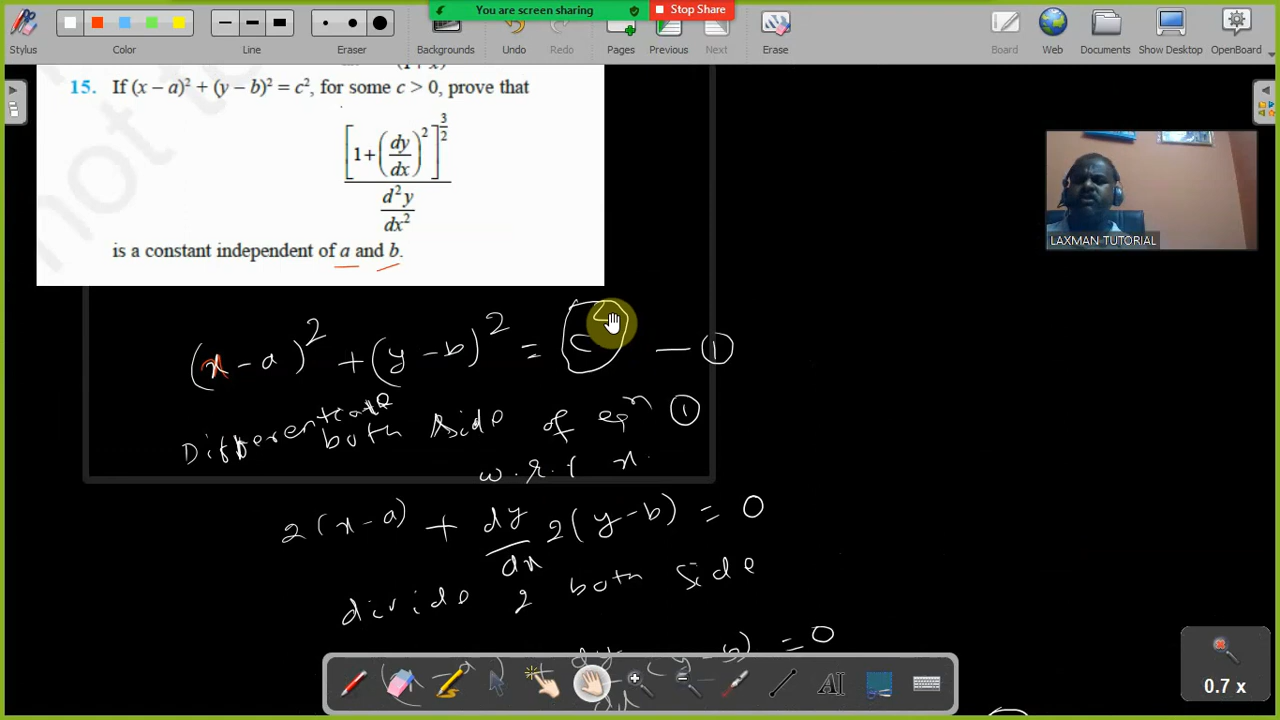 You are screen sharing Stop Share
Stylus Color Line Eraser Backgrounds Undo Redo Pages Previous Next Erase Board Web Documents Show Desktop OpenBoard
15. If (x – a)² + (y – b)² = c², for some c > 0, prove that
[1+(dy/dx)²]^(3/2)
d²y/dx²
is a constant independent of a and b.
LAXMAN TUTORIAL
(x – a)² + (y – b)² = c² — ①
Differentiate both side of eqⁿ ①
w.r.t x.
2(x – a) + dy/dx 2(y – b) = 0
divide 2 both side
= 0
0.7 x